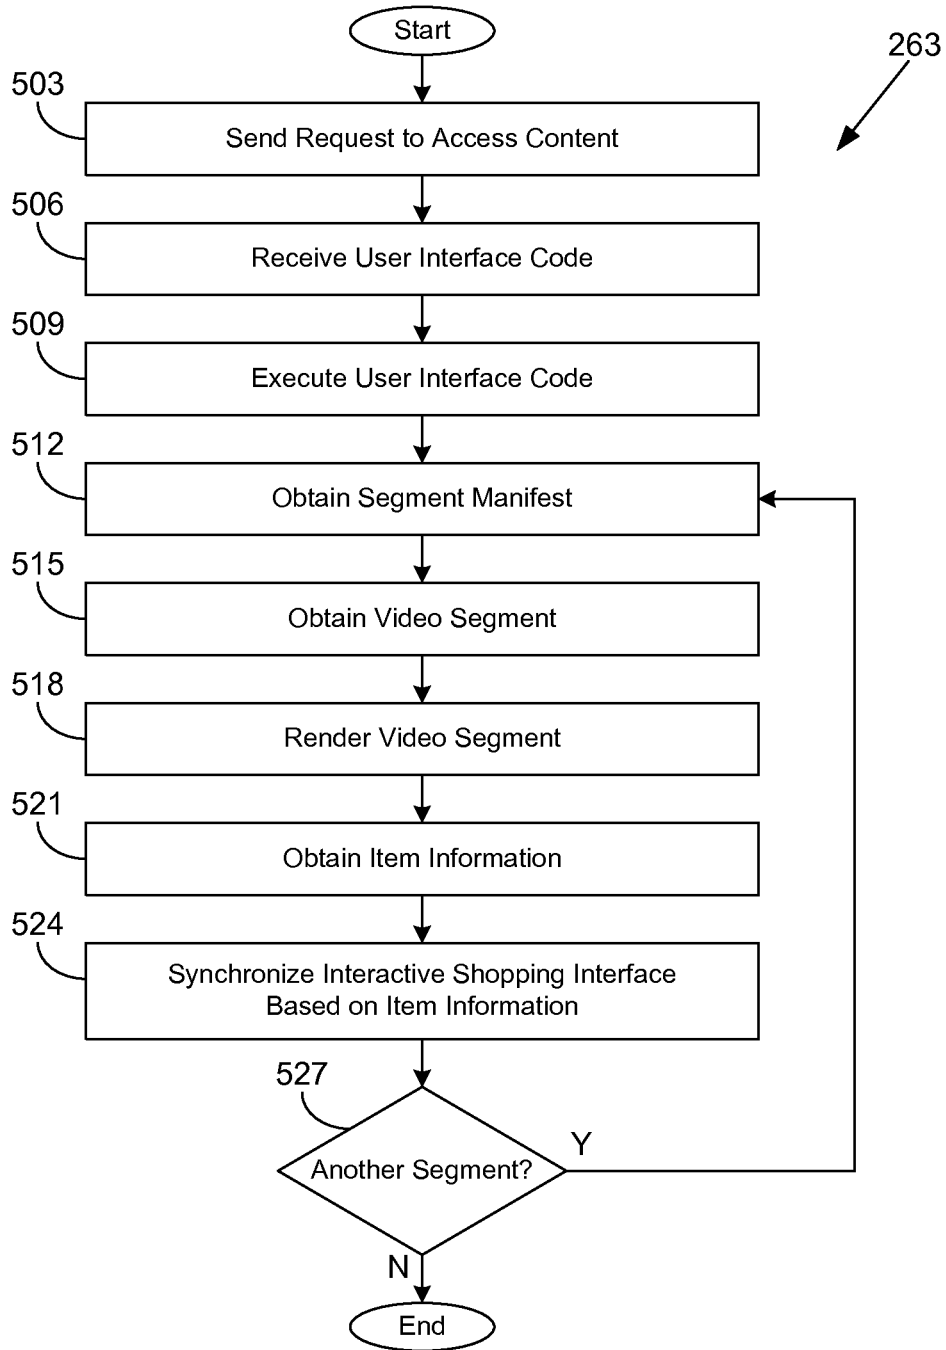 Start
263
503
Send Request to Access Content
506
Receive User Interface Code
509
Execute User Interface Code
512
Obtain Segment Manifest
515
Obtain Video Segment
518
Render Video Segment
521
Obtain Item Information
524
Synchronize Interactive Shopping Interface
Based on Item Information
527
Another Segment?
Y
N
End